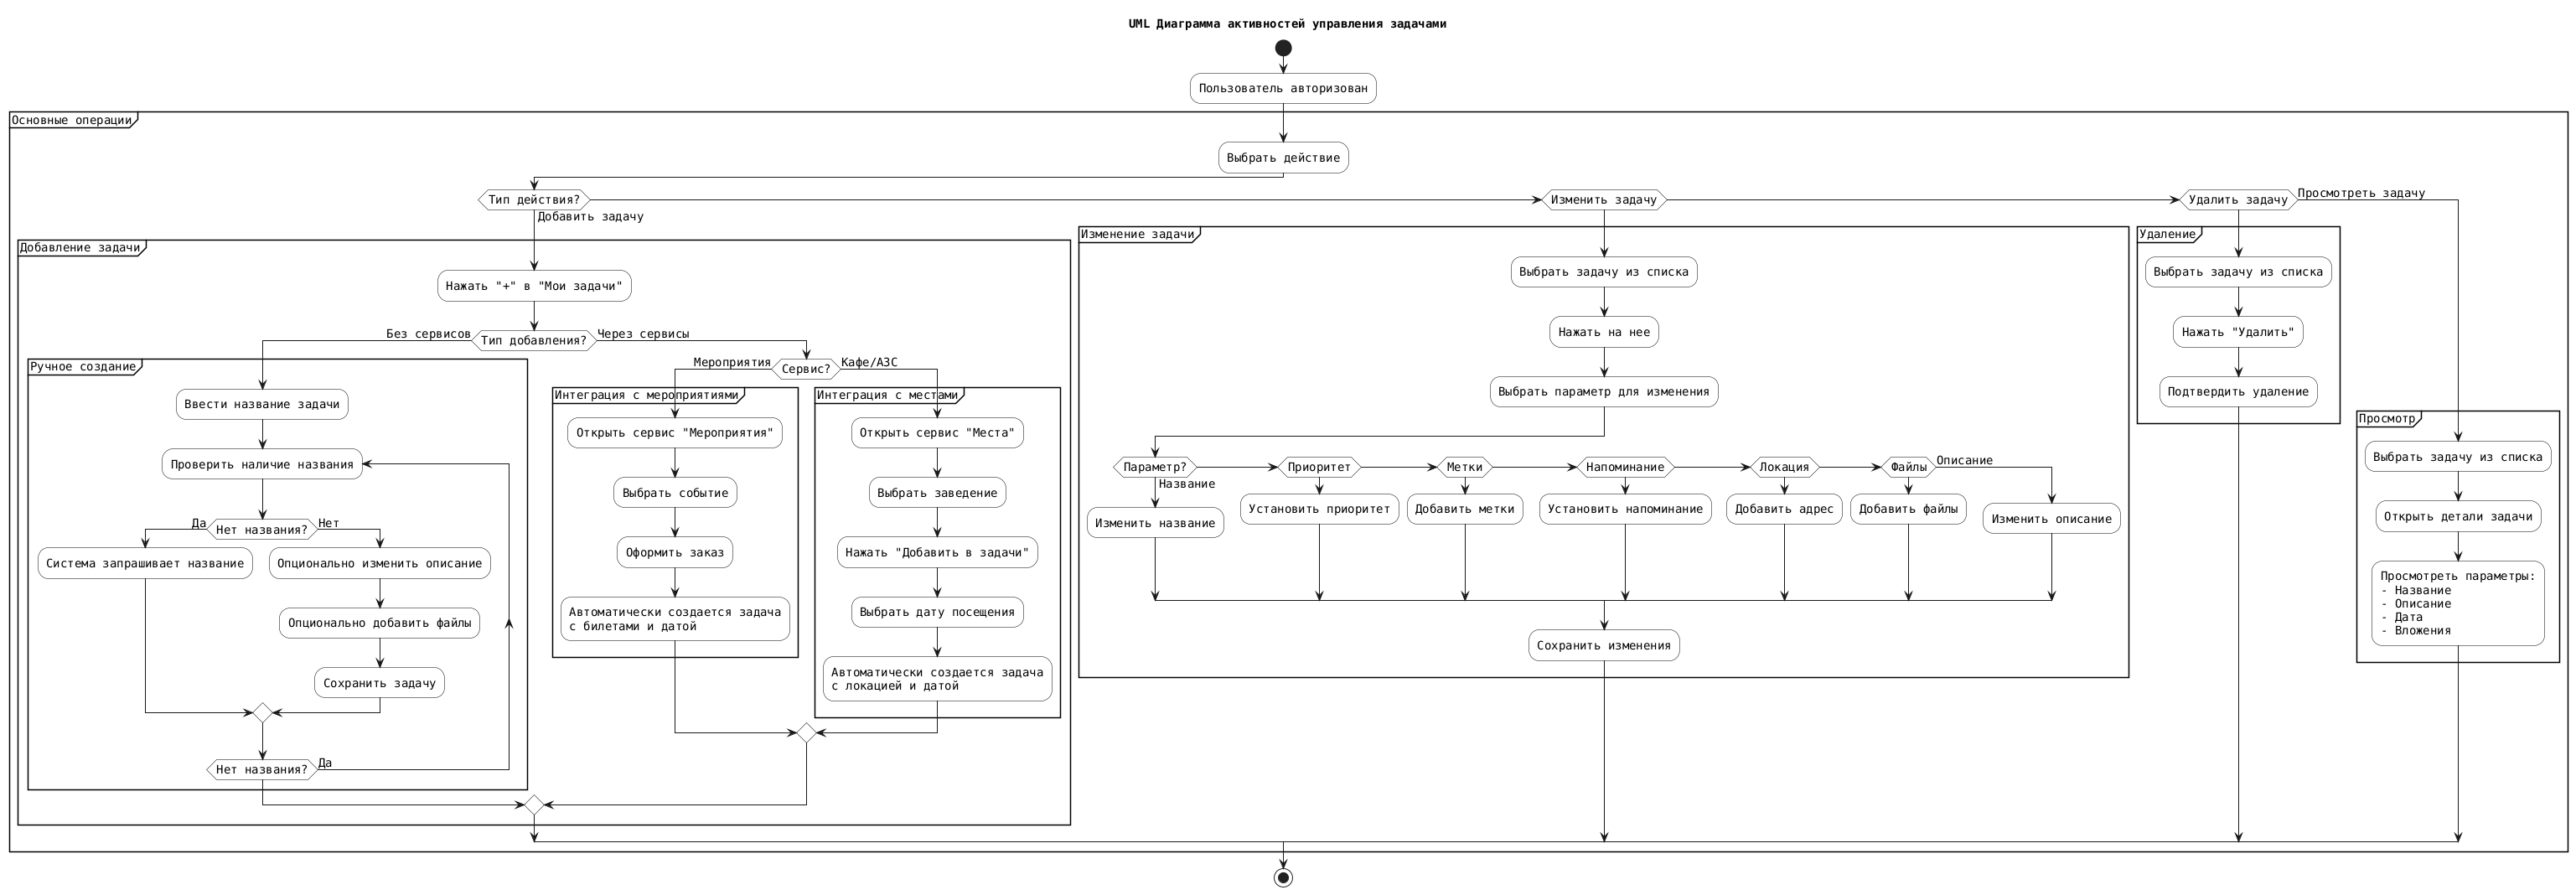 UML Диаграмма активностей управления задачами
Пользователь авторизован
Основные операции
Выбрать действие
Тип действия?
Добавить задачу
Изменить задачу
Удалить задачу
Просмотреть задачу
Добавление задачи
Нажать "+" в "Мои задачи"
Без сервисов
Тип добавления?
Через сервисы
Ручное создание
Ввести название задачи
Проверить наличие названия
Да
Нет названия?
Нет
Система запрашивает название
Опционально изменить описание
Опционально добавить файлы
Сохранить задачу
Нет названия?
Да
Мероприятия
Сервис?
Кафе/АЗС
Интеграция с мероприятиями
Открыть сервис "Мероприятия"
Выбрать событие
Оформить заказ
Автоматически создается задача
с билетами и датой
Интеграция с местами
Открыть сервис "Места"
Выбрать заведение
Нажать "Добавить в задачи"
Выбрать дату посещения
Автоматически создается задача
с локацией и датой
Изменение задачи
Выбрать задачу из списка
Нажать на нее
Выбрать параметр для изменения
Параметр?
Название
Приоритет
Метки
Напоминание
Локация
Файлы
Описание
Изменить название
Установить приоритет
Добавить метки
Установить напоминание
Добавить адрес
Добавить файлы
Изменить описание
Сохранить изменения
Удаление
Выбрать задачу из списка
Нажать "Удалить"
Подтвердить удаление
Просмотр
Выбрать задачу из списка
Открыть детали задачи
Просмотреть параметры:
- Название
- Описание
- Дата
- Вложения